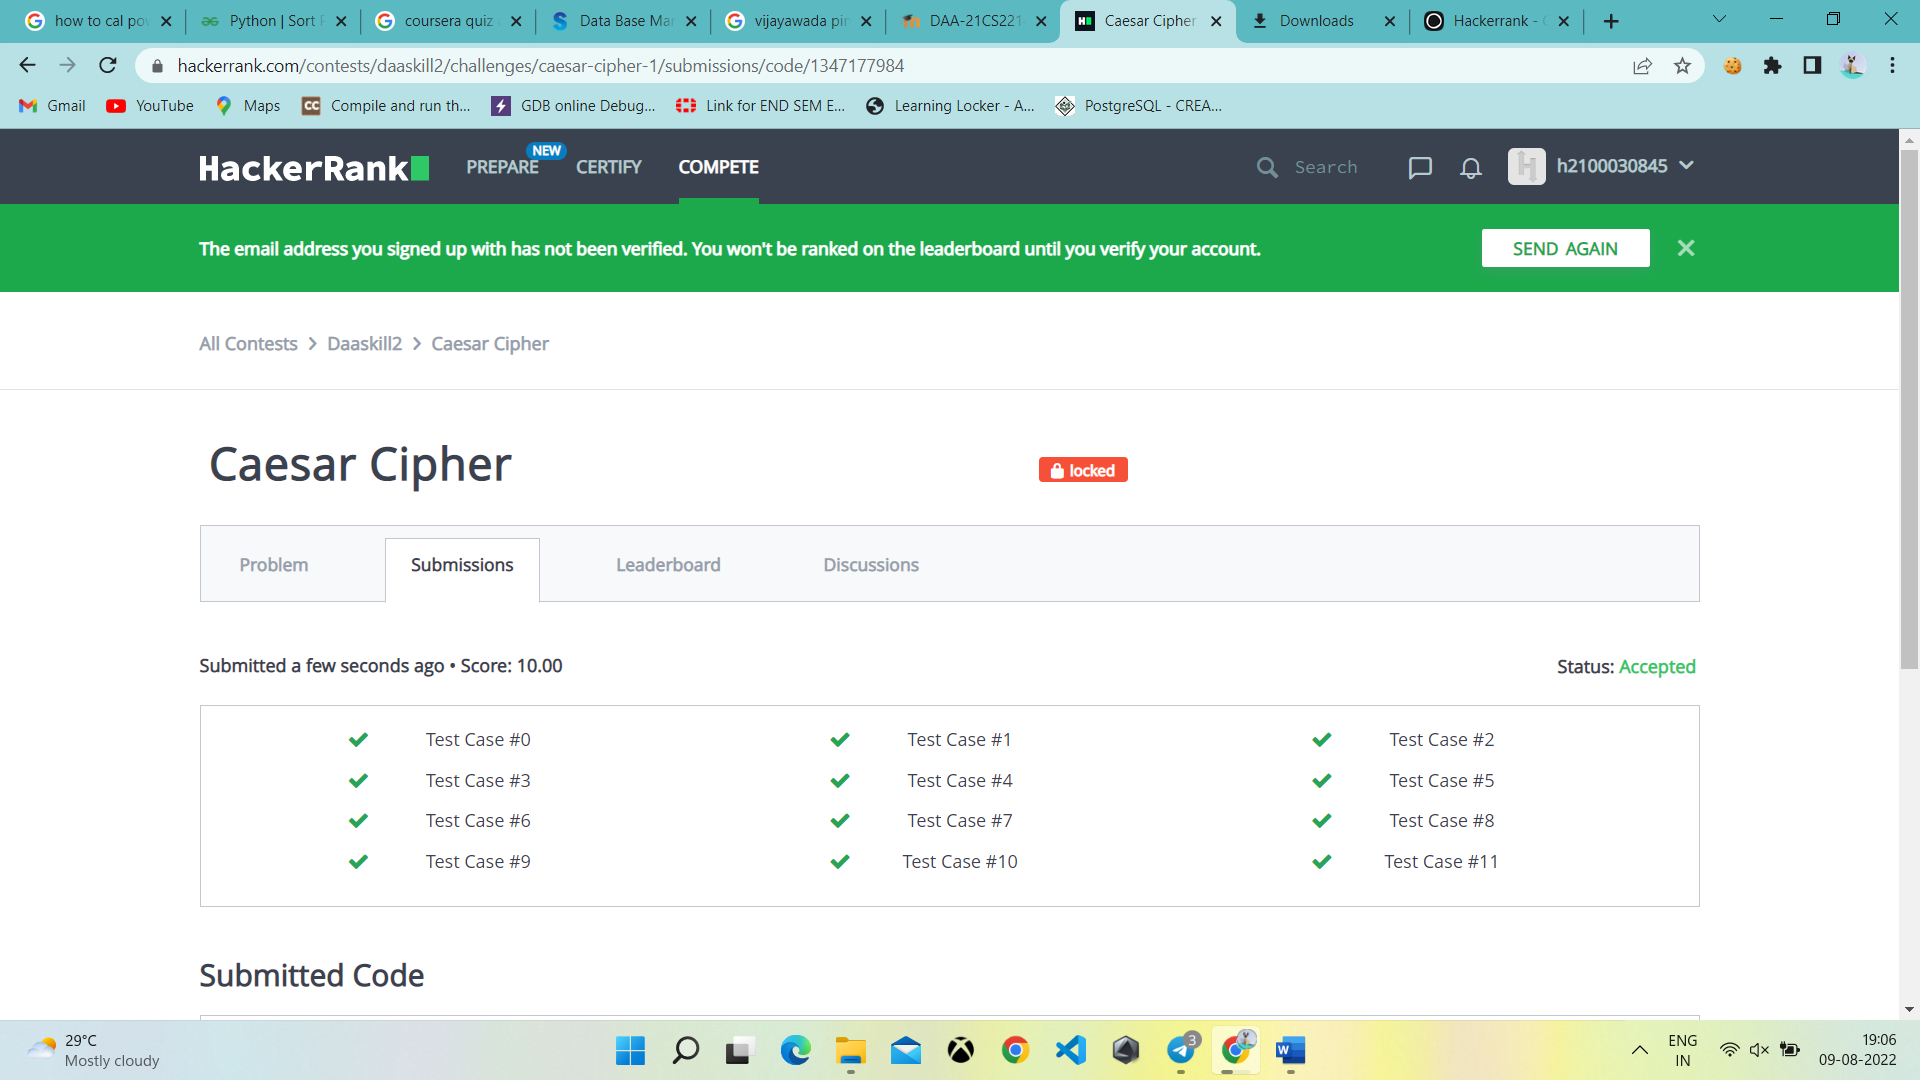 how to cal pov
Python | Sort P
coursera quiz
Data Base Mar
vijayawada pin
DAA-21CS221
Caesar Cipher
Downloads
Hackerrank -
hackerrank.com/contests/daaskill2/challenges/caesar-cipher-1/submissions/code/1347177984
Gmail
YouTube
Maps
Compile and run th...
GDB online Debug...
Link for END SEM E...
Learning Locker - A...
PostgreSQL - CREA...
HackerRank
PREPARE
NEW
CERTIFY
COMPETE
Search
h2100030845
The email address you signed up with has not been verified. You won't be ranked on the leaderboard until you verify your account.
SEND AGAIN
All Contests > Daaskill2 > Caesar Cipher
Caesar Cipher
locked
Problem
Submissions
Leaderboard
Discussions
Submitted a few seconds ago • Score: 10.00
Status: Accepted
Test Case #0
Test Case #1
Test Case #2
Test Case #3
Test Case #4
Test Case #5
Test Case #6
Test Case #7
Test Case #8
Test Case #9
Test Case #10
Test Case #11
Submitted Code
29°C
Mostly cloudy
3
ENG
IN
19:06
09-08-2022